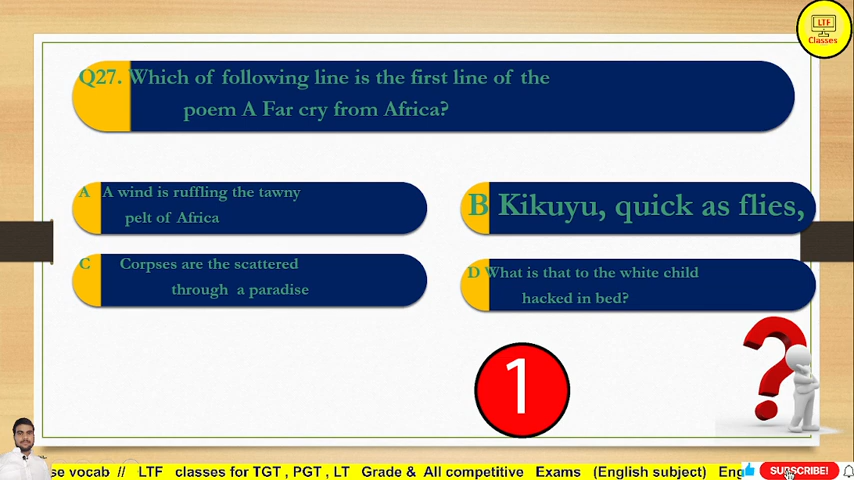 LTF
Classes
Q27. Which of following line is the first line of the
poem A Far cry from Africa?
A A wind is ruffling the tawny
pelt of Africa
B Kikuyu, quick as flies,
C Corpses are the scattered
through a paradise
D What is that to the white child
hacked in bed?
1
se vocab // LTF classes for TGT , PGT , LT Grade & All competitive Exams (English subject) Eng
SUBSCRIBE!